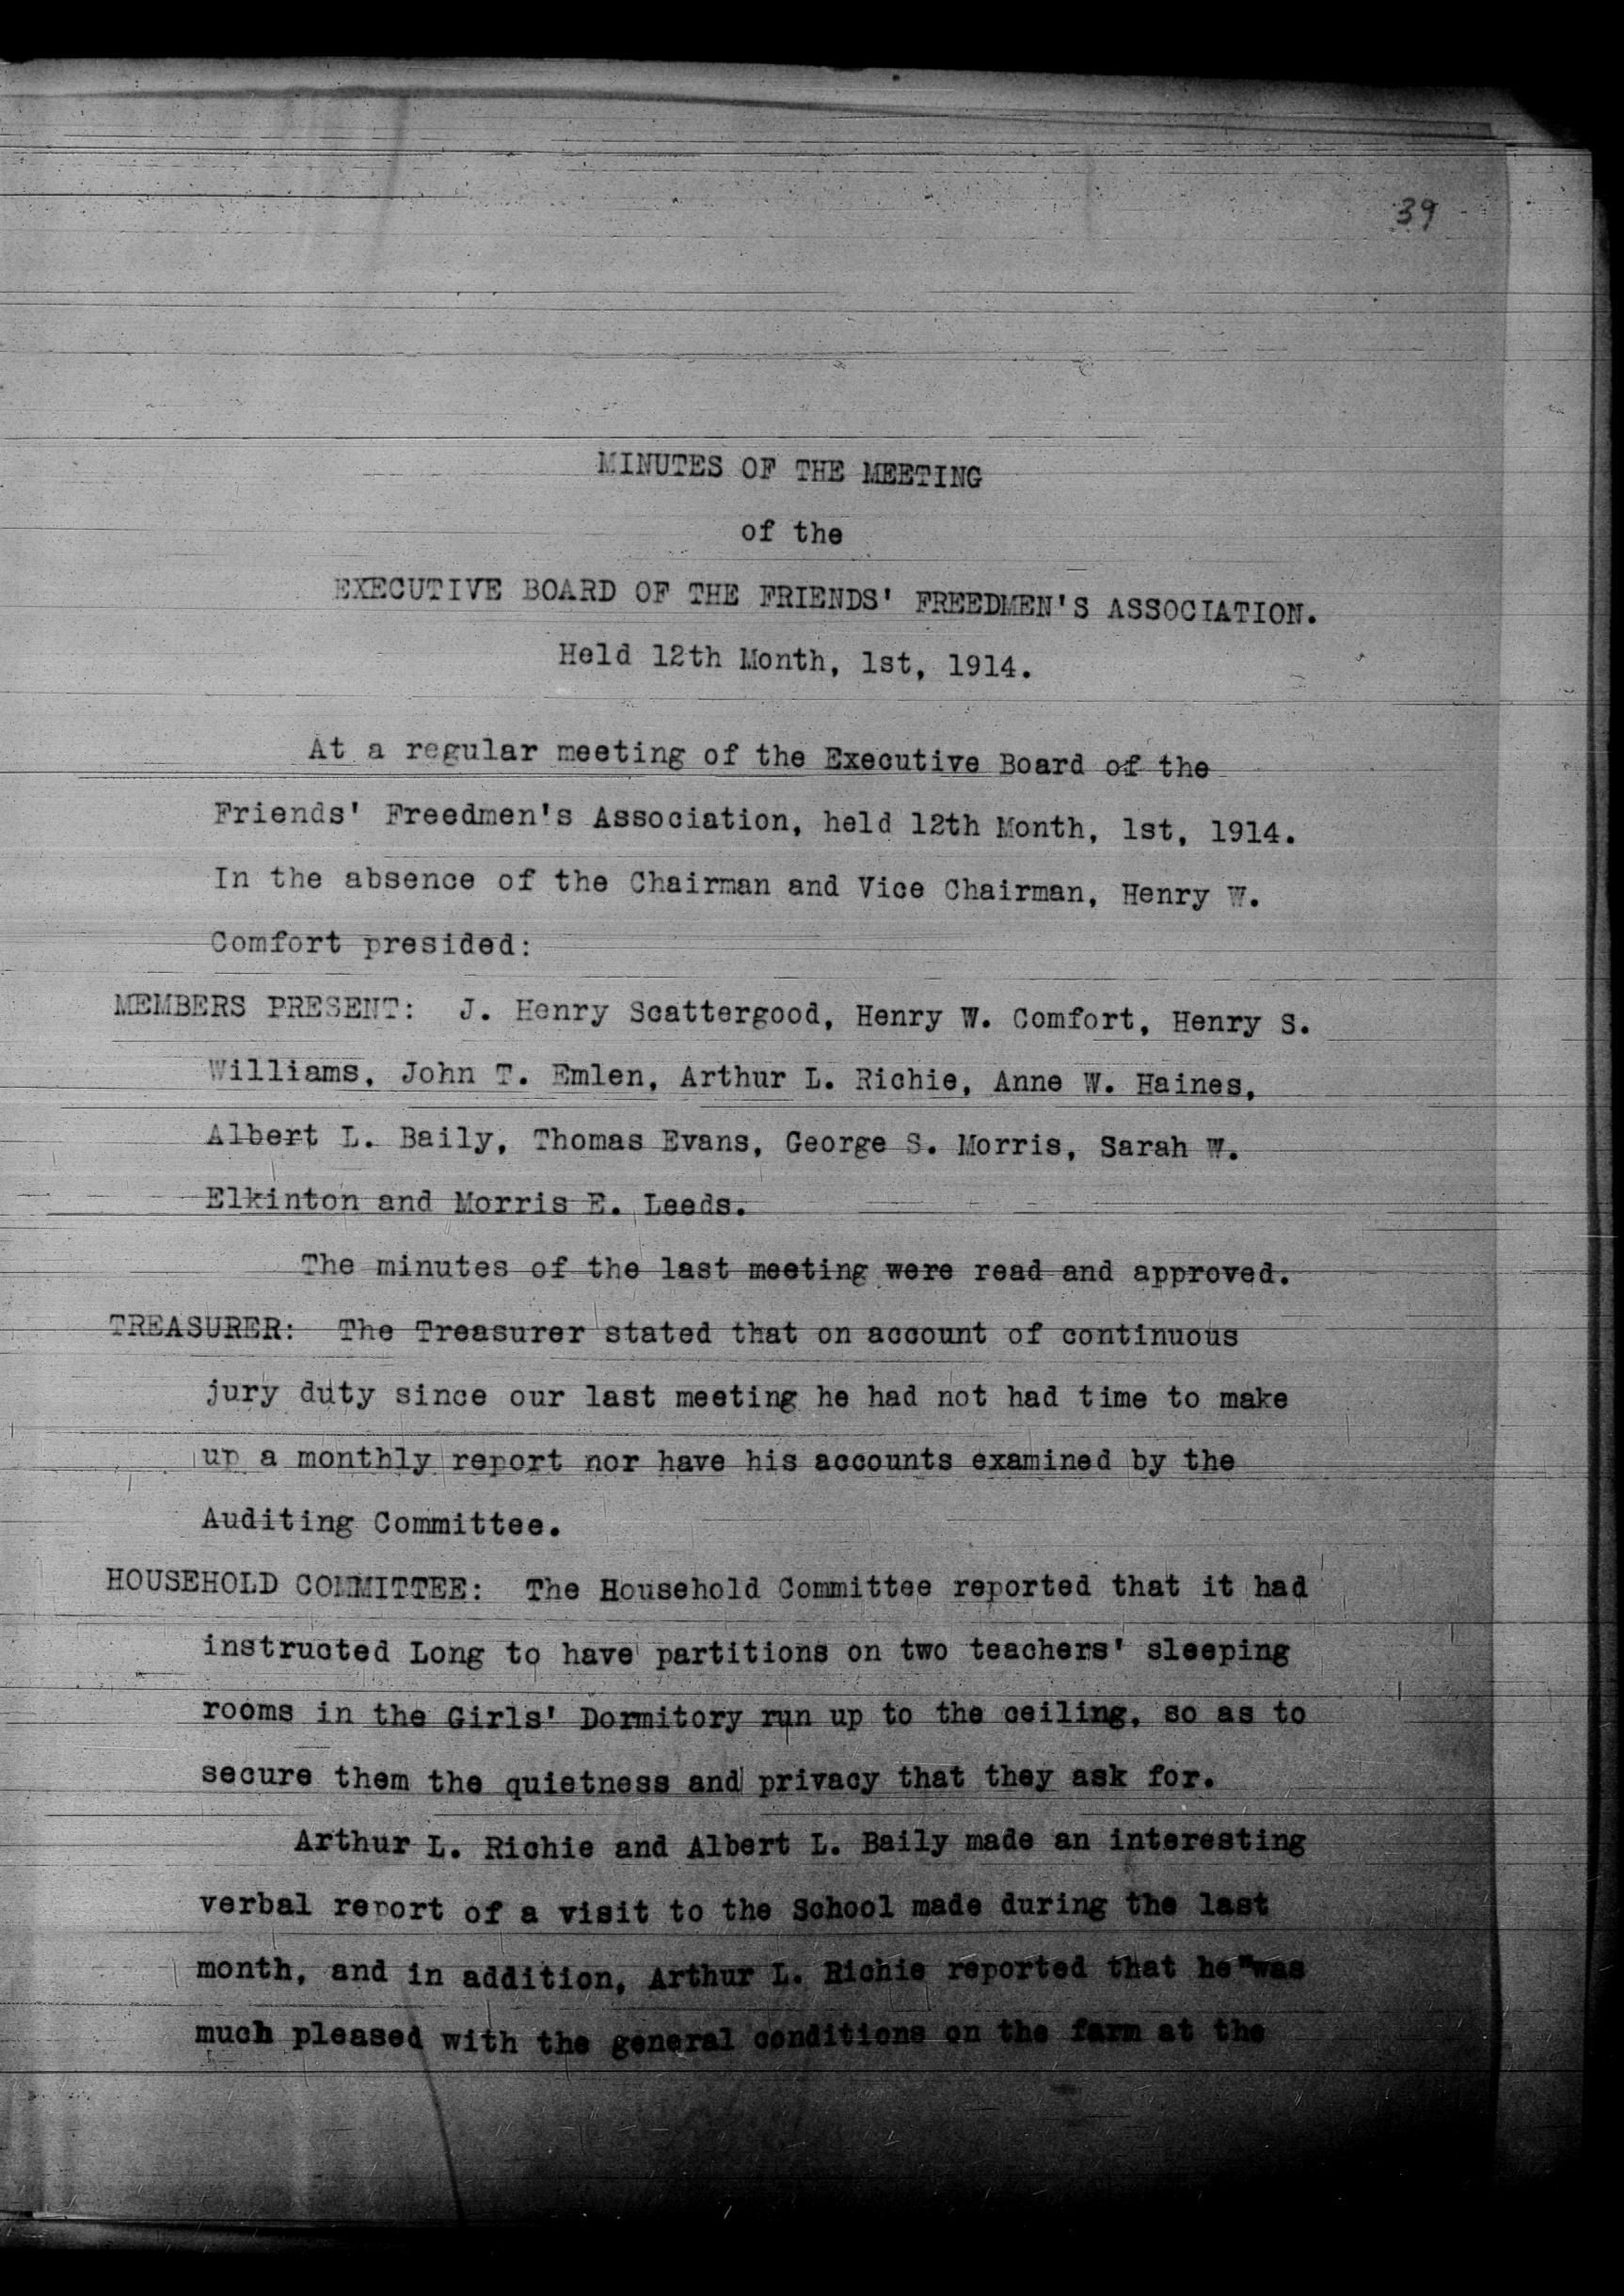 39
MINUTES OF THE MEETING
of the
EXECUTIVE BOARD OF THE FRIENDS' FREEDMEN'S ASSOCIATION.
Held 12th Month, 1st, 1914.
At a regular meeting of the Executive Board of the
Friends' Freedmen's Association, held 12th Month, 1st, 1914.
In the absence of the Chairman and Vice Chairman, Henry W.
Comfort presided:
MEMBERS PRESENT: J. Henry Scattergood, Henry W. Comfort, Henry S.
Williams, John T. Emlen, Arthur L. Richie, Anne W. Haines,
Albert L. Baily, Thomas Evans, George S. Morris, Sarah W.
Elkinton and Morris E. Leeds.
The minutes of the last meeting were read and approved.
TREASURER: The Treasurer stated that on account of continuous
jury duty since our last meeting he had not had time to make
up a monthly report nor have his accounts examined by the
Auditing Committee.
HOUSEHOLD COMMITTEE: The Household Committee reported that it had
instructed Long to have partitions on two teachers' sleeping
rooms in the Girls' Dormitory run up to the ceiling, so as to
secure them the quietness and privacy that they ask for.
Arthur L. Richie and Albert L. Baily made an interesting
verbal report of a visit to the School made during the last
month, and in addition, Arthur L. Richie reported that he "was
much pleased with the general conditions on the farm at the